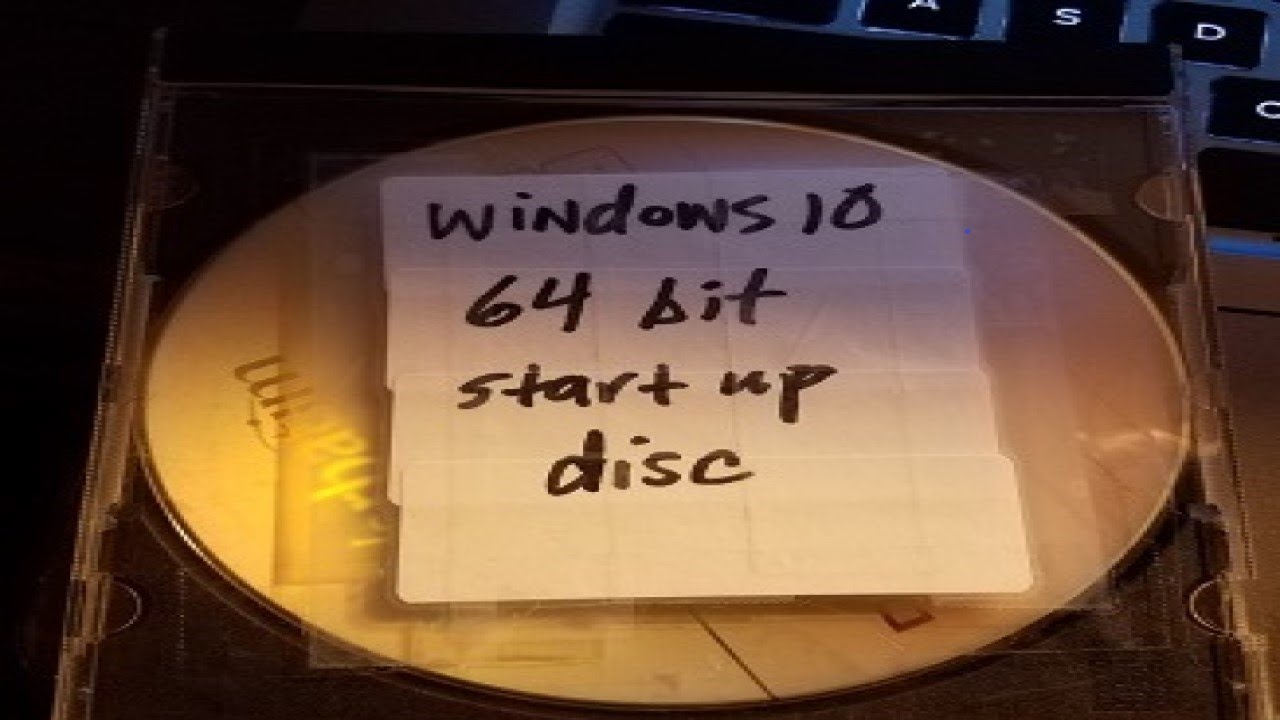 A S D
C
windows 10
64 bit
start up
disc